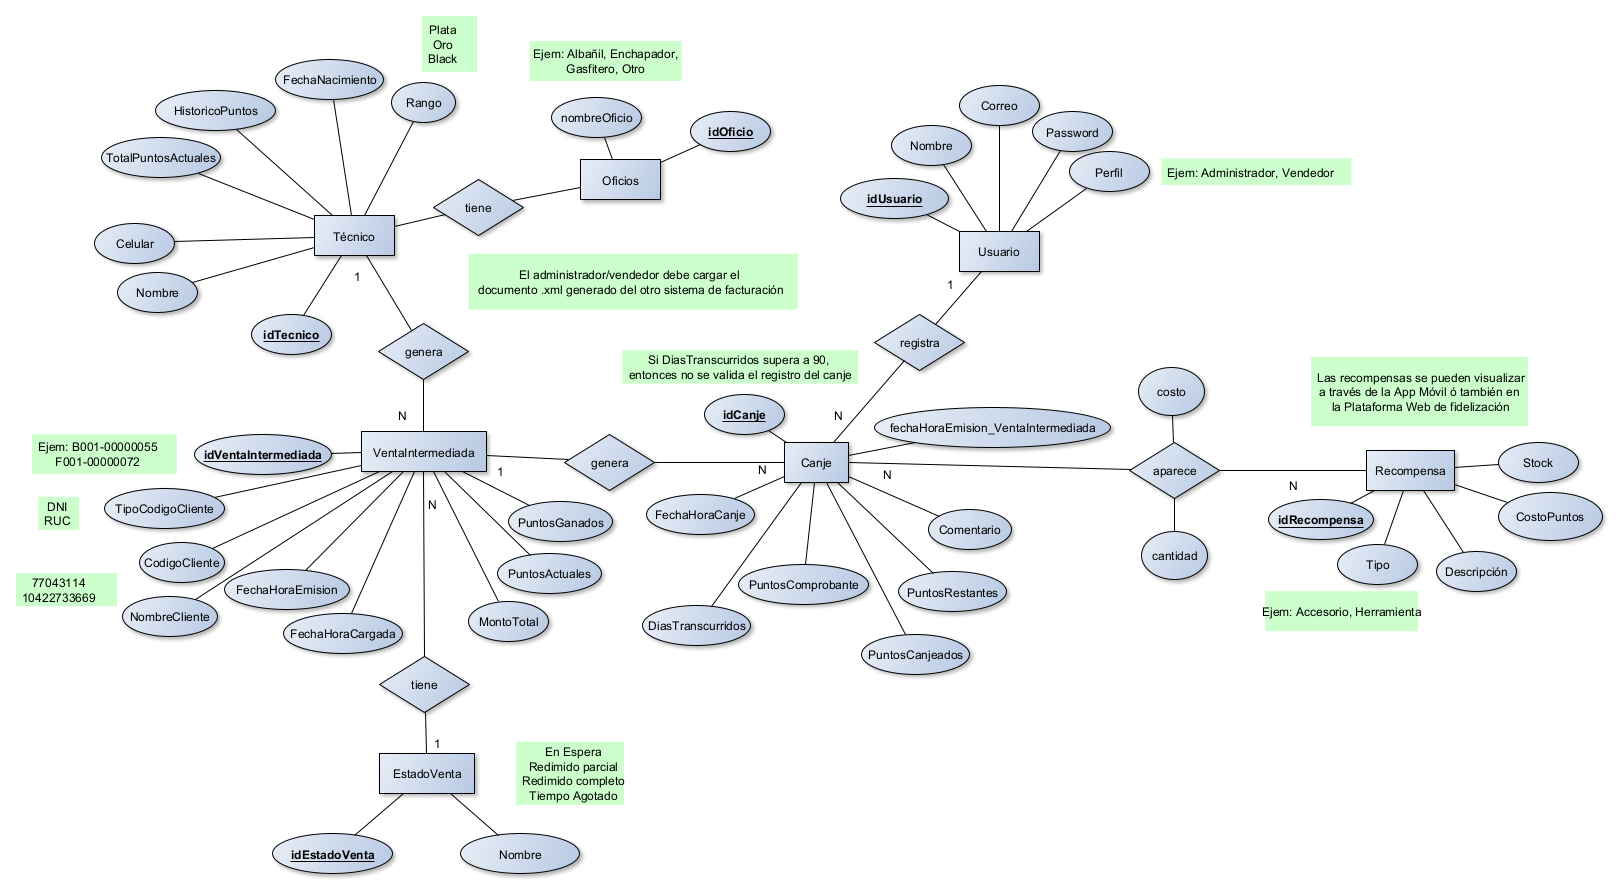 Plata
Oro
Black
Ejem: Albañil, Enchapador,
Gasfitero, Otro
FechaNacimiento
HistoricoPuntos
Rango
nombreOficio
idOficio
TotalPuntosActuales
Oficios
tiene
Técnico
Celular
Nombre
1
idTecnico
El administrador/vendedor debe cargar el
documento .xml generado del otro sistema de facturación
Correo
Nombre
Password
Perfil
Ejem: Administrador, Vendedor
idUsuario
Usuario
1
registra
N
genera
N
Si DiasTranscurridos supera a 90,
entonces no se valida el registro del canje
Las recompensas se pueden visualizar
a través de la App Móvil ó también en
la Plataforma Web de fidelización
costo
idCanje
fechaHoraEmision_VentaIntermediada
Ejem: B001-00000055
F001-00000072
idVentaIntermediada
VentaIntermediada
1
N
genera
N
Canje
N
aparece
N
Recompensa
Stock
CostoPuntos
idRecompensa
Tipo
Descripción
Ejem: Accesorio, Herramienta
cantidad
DNI
RUC
TipoCodigoCliente
CodigoCliente
77043114
10422733669
NombreCliente
FechaHoraEmision
FechaHoraCargada
MontoTotal
PuntosActuales
PuntosGanados
FechaHoraCanje
DiasTranscurridos
PuntosComprobante
PuntosCanjeados
PuntosRestantes
Comentario
tiene
1
EstadoVenta
En Espera
Redimido parcial
Redimido completo
Tiempo Agotado
idEstadoVenta
Nombre